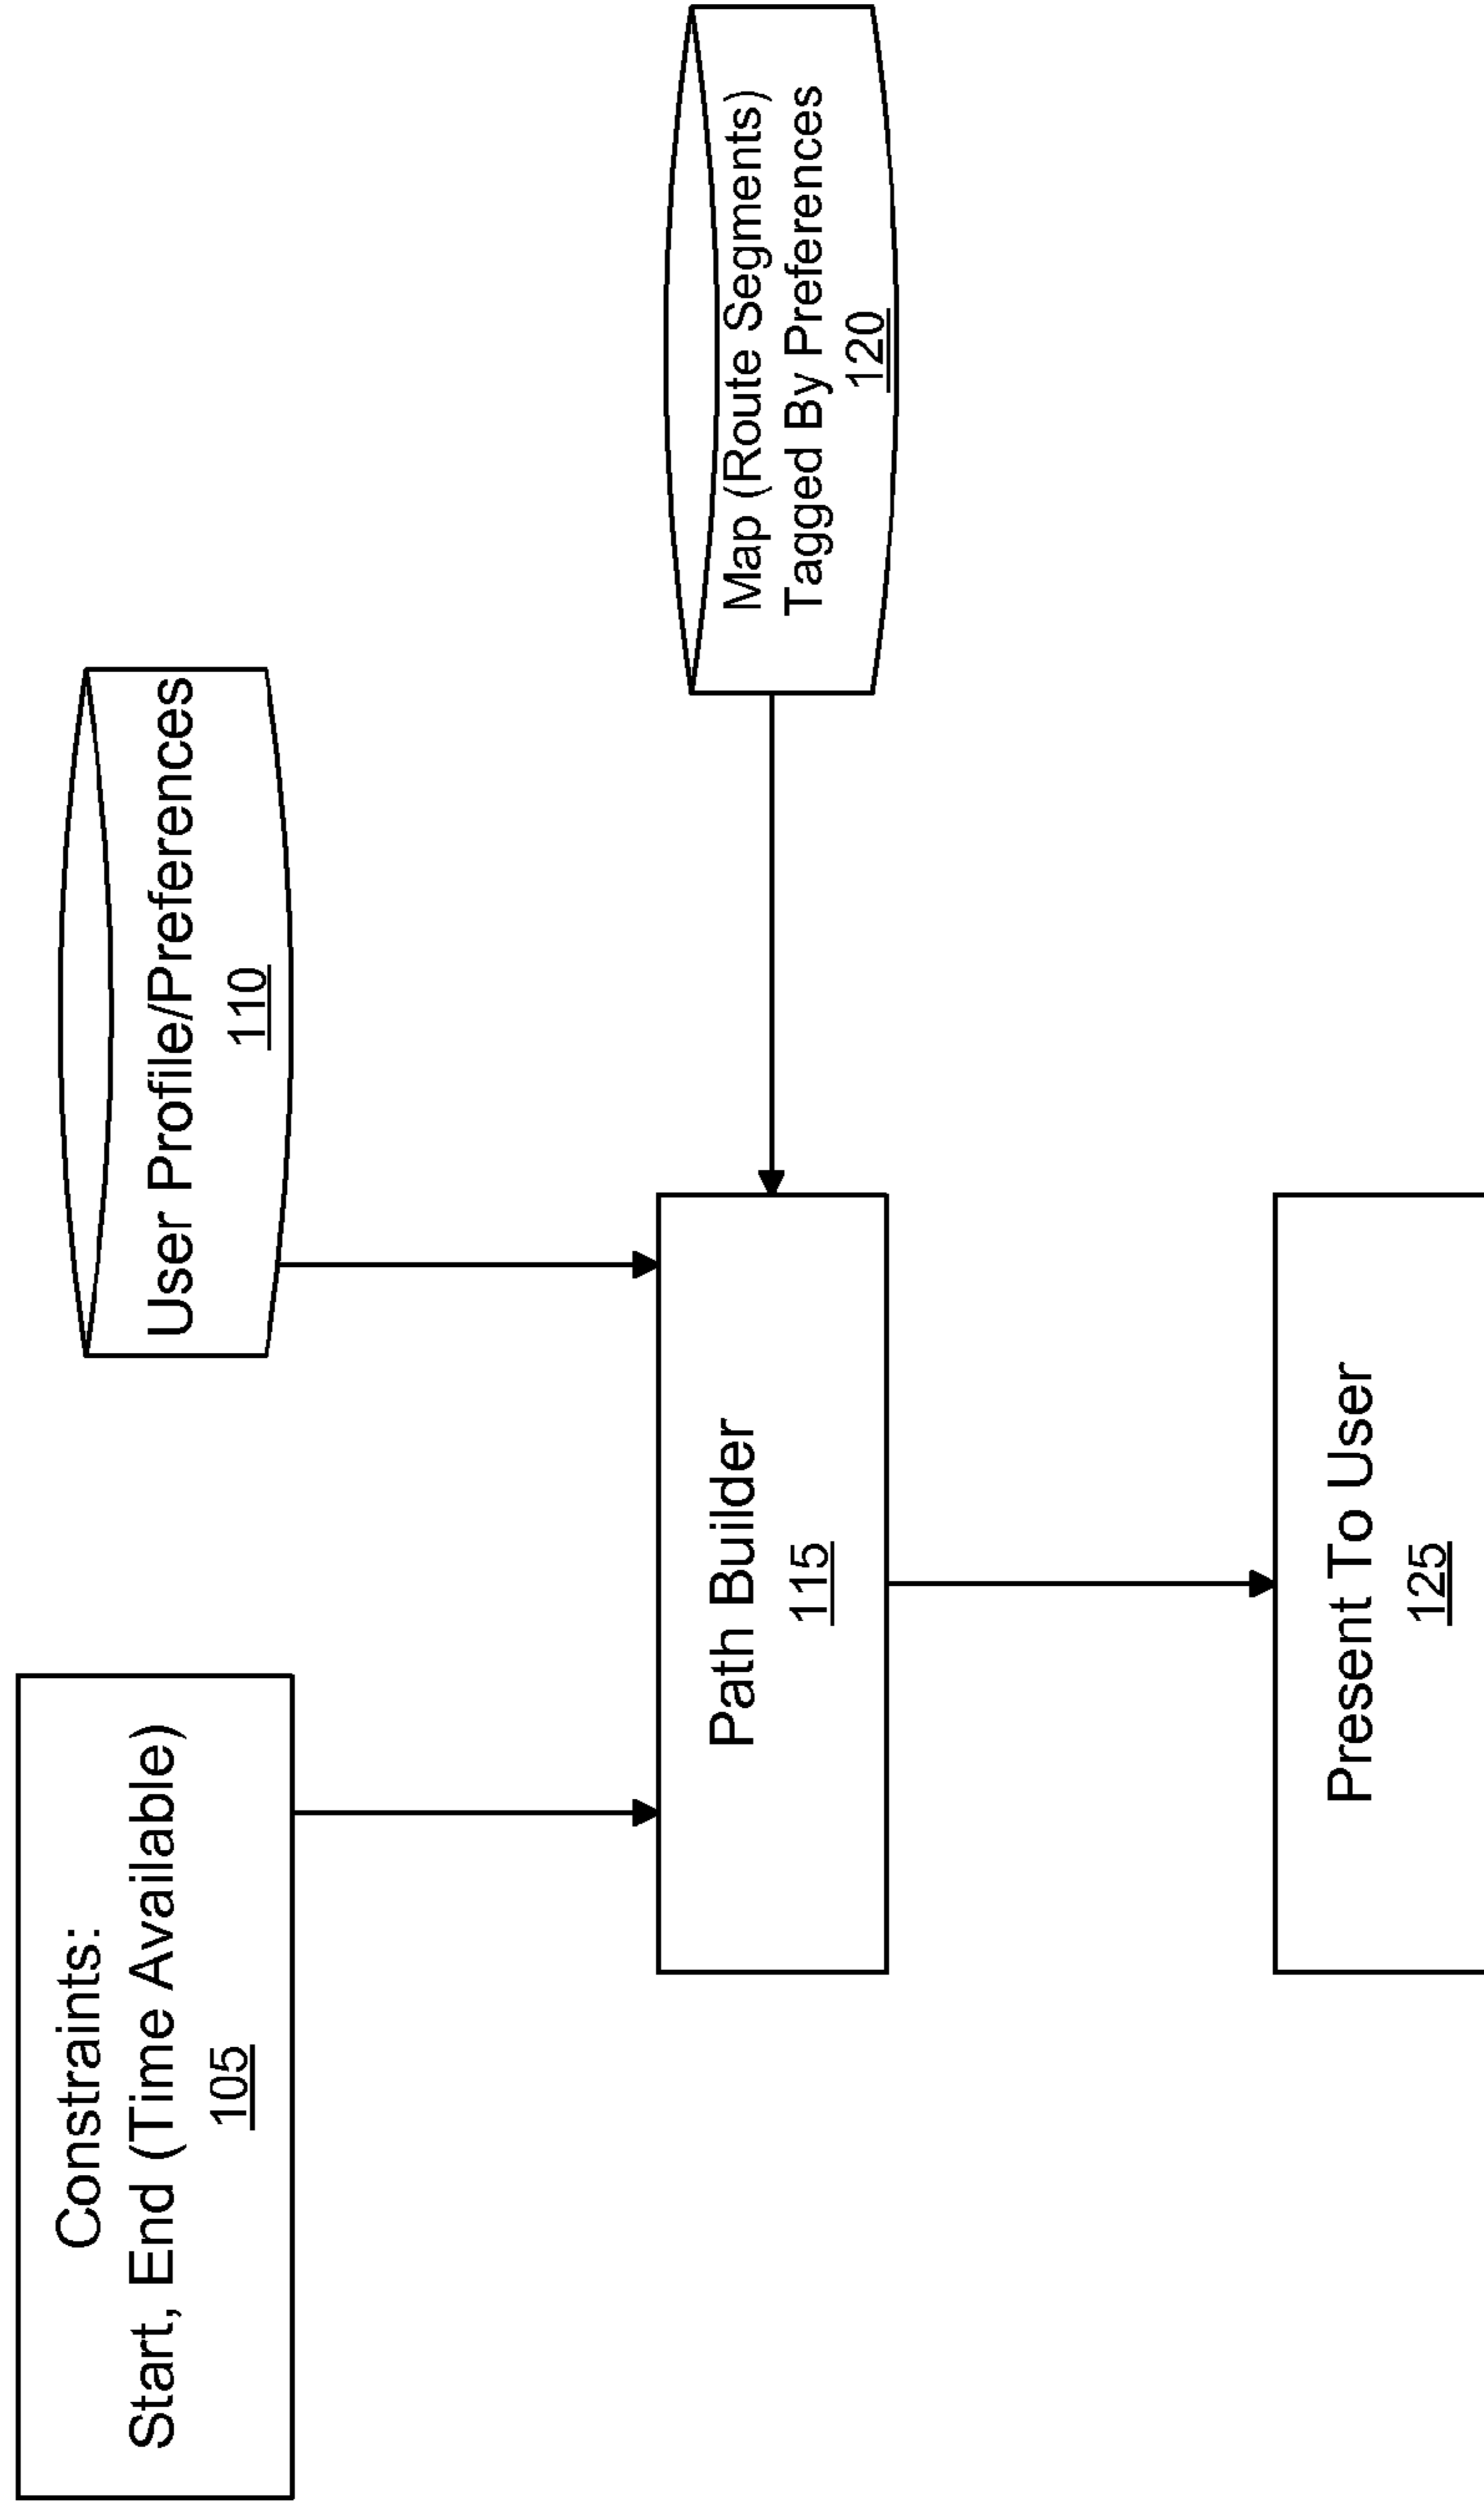 Constraints:
Start, End (Time Available)
105
User Profile/Preferences
110
Path Builder
115
Map (Route Segments)
Tagged By Preferences
120
Present To User
125